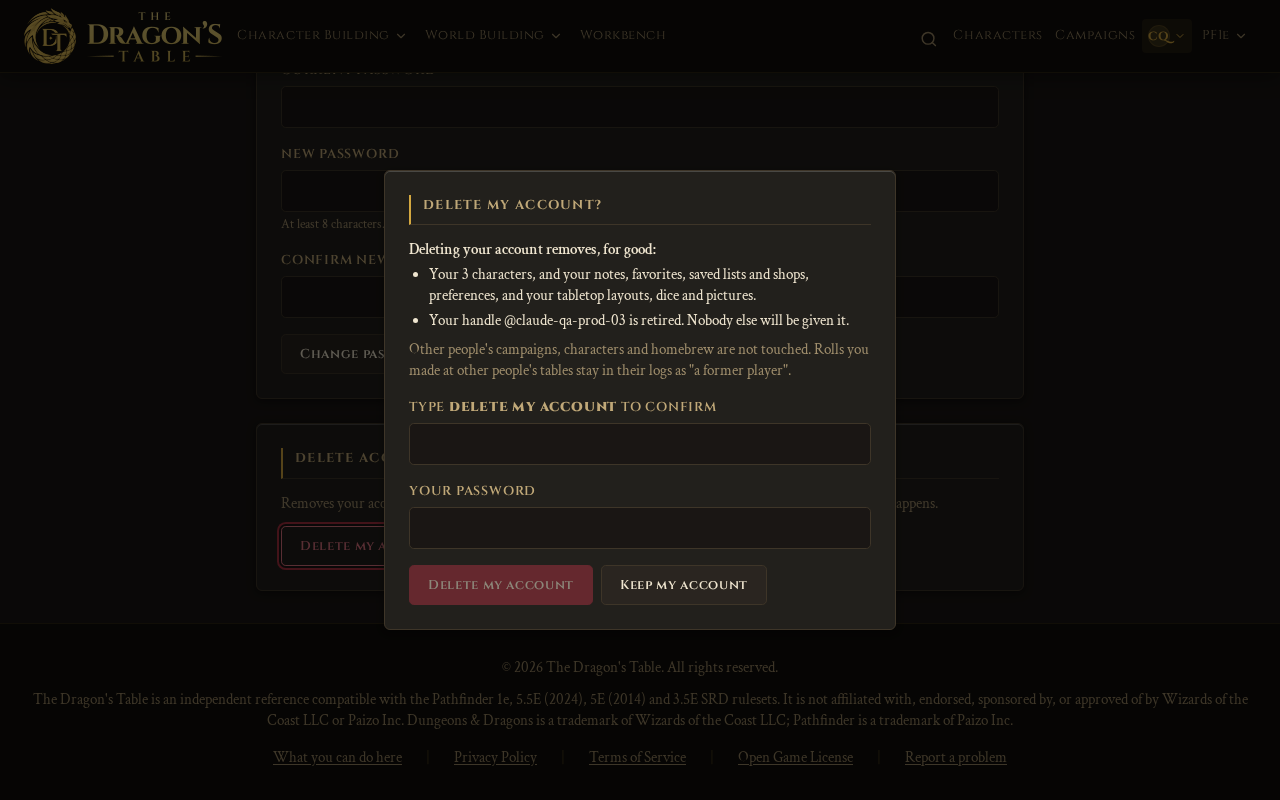 THE
DRAGON'S
TABLE
DT
Character Building
World Building
Workbench
Characters
Campaigns
CQ
PF1e
NEW PASSWORD
At least 8 characters.
CONFIRM NEW
Change pas
DELETE ACC
Removes your acc
appens.
Delete my a
DELETE MY ACCOUNT?
Deleting your account removes, for good:
Your 3 characters, and your notes, favorites, saved lists and shops,
preferences, and your tabletop layouts, dice and pictures.
Your handle @claude-qa-prod-03 is retired. Nobody else will be given it.
Other people's campaigns, characters and homebrew are not touched. Rolls you
made at other people's tables stay in their logs as "a former player".
TYPE DELETE MY ACCOUNT TO CONFIRM
YOUR PASSWORD
Delete my account
Keep my account
© 2026 The Dragon's Table. All rights reserved.
The Dragon's Table is an independent reference compatible with the Pathfinder 1e, 5.5E (2024), 5E (2014) and 3.5E SRD rulesets. It is not affiliated with, endorsed, sponsored by, or approved of by Wizards of the
Coast LLC or Paizo Inc. Dungeons & Dragons is a trademark of Wizards of the Coast LLC; Pathfinder is a trademark of Paizo Inc.
What you can do here
Privacy Policy
Terms of Service
Open Game License
Report a problem